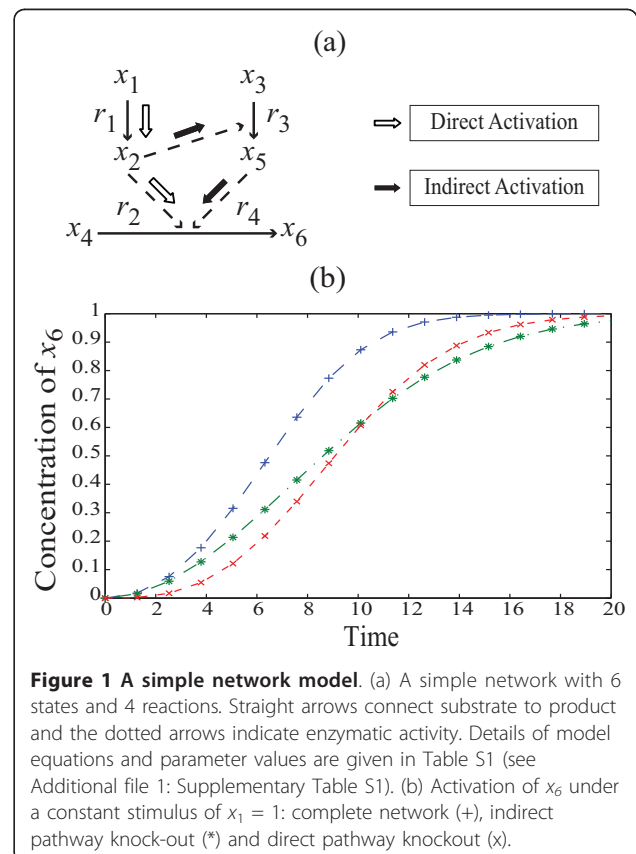 (a)
x1 x3
r1 r3
Direct Activation
x2 x5
Indirect Activation
r2 r4
x4 x6
(b)
1
0.9
0.8
0.7
0.6
0.5
0.4
0.3
0.2
0.1
0
Concentration of x6
0 2 4 6 8 10 12 14 16 18 20
Time
Figure 1 A simple network model. (a) A simple network with 6
states and 4 reactions. Straight arrows connect substrate to product
and the dotted arrows indicate enzymatic activity. Details of model
equations and parameter values are given in Table S1 (see
Additional file 1: Supplementary Table S1). (b) Activation of x6 under
a constant stimulus of x1 = 1: complete network (+), indirect
pathway knock-out (*) and direct pathway knockout (x).